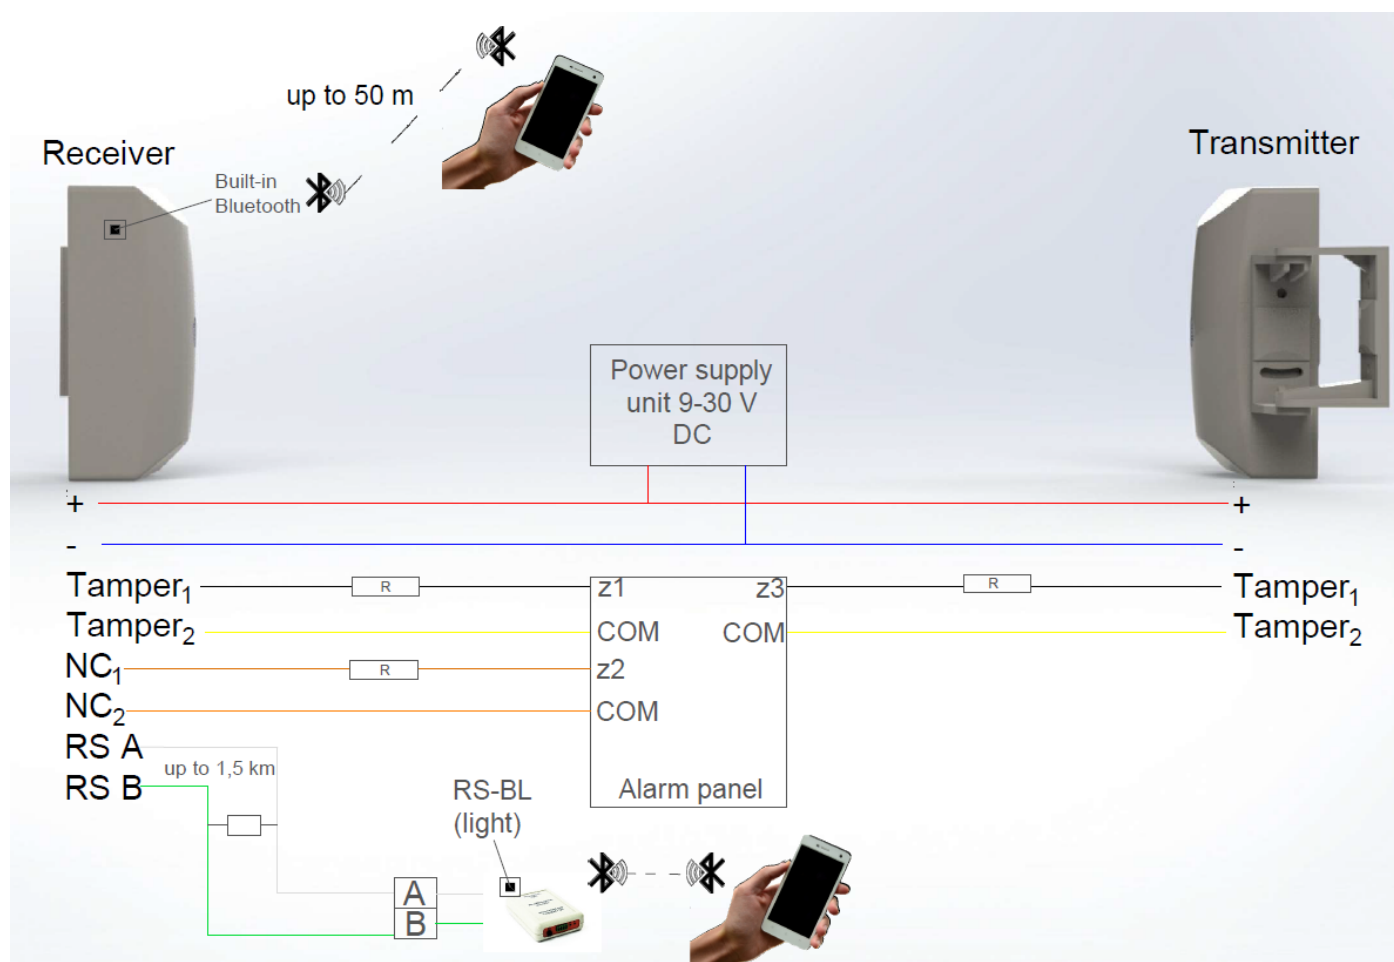 up to 50 m
Receiver
Transmitter
Built-in
Bluetooth
Power supply
unit 9-30 V
DC
+
+
-
-
Tamper₁
R
z1
z3
R
Tamper₁
Tamper₂
COM
COM
Tamper₂
NC₁
R
z2
NC₂
COM
RS A
up to 1,5 km
RS B
RS-BL
(light)
Alarm panel
A
B